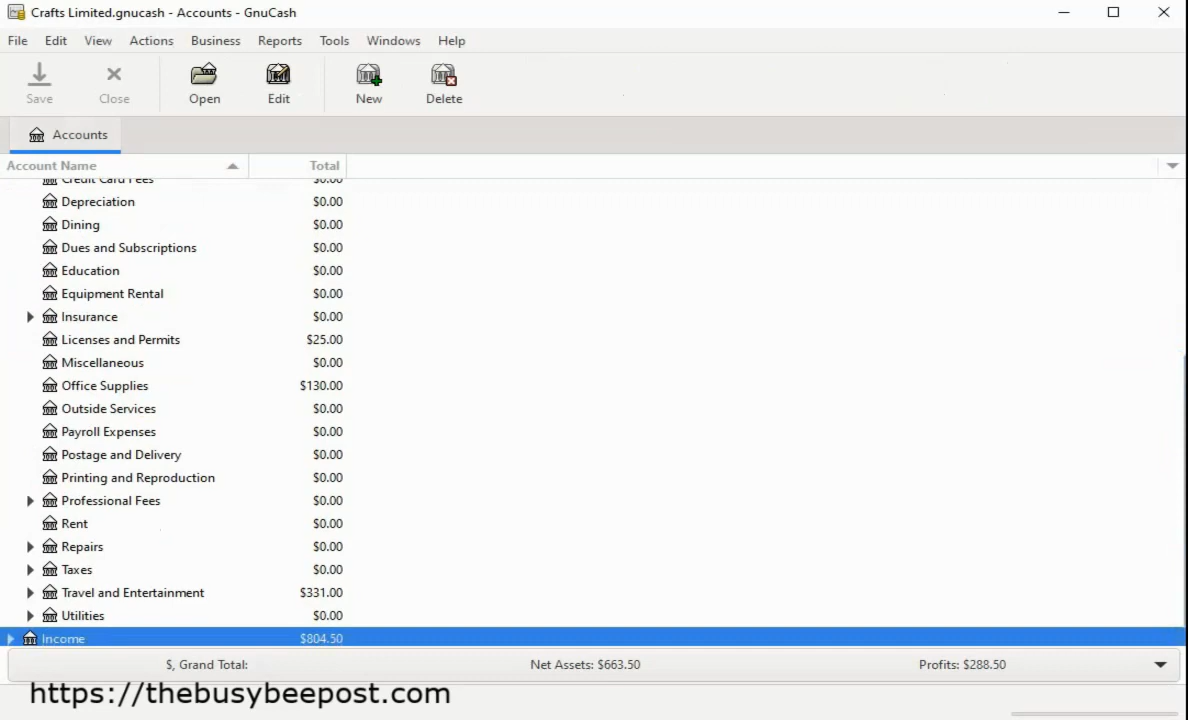 Crafts Limited.gnucash - Accounts - GnuCash
File Edit View Actions Business Reports Tools Windows Help
Save Close Open Edit New Delete
Accounts
Account Name Total
Credit Card Fees $0.00
Depreciation $0.00
Dining $0.00
Dues and Subscriptions $0.00
Education $0.00
Equipment Rental $0.00
Insurance $0.00
Licenses and Permits $25.00
Miscellaneous $0.00
Office Supplies $130.00
Outside Services $0.00
Payroll Expenses $0.00
Postage and Delivery $0.00
Printing and Reproduction $0.00
Professional Fees $0.00
Rent $0.00
Repairs $0.00
Taxes $0.00
Travel and Entertainment $331.00
Utilities $0.00
Income $804.50
$, Grand Total: Net Assets: $663.50 Profits: $288.50
https://thebusybeepost.com